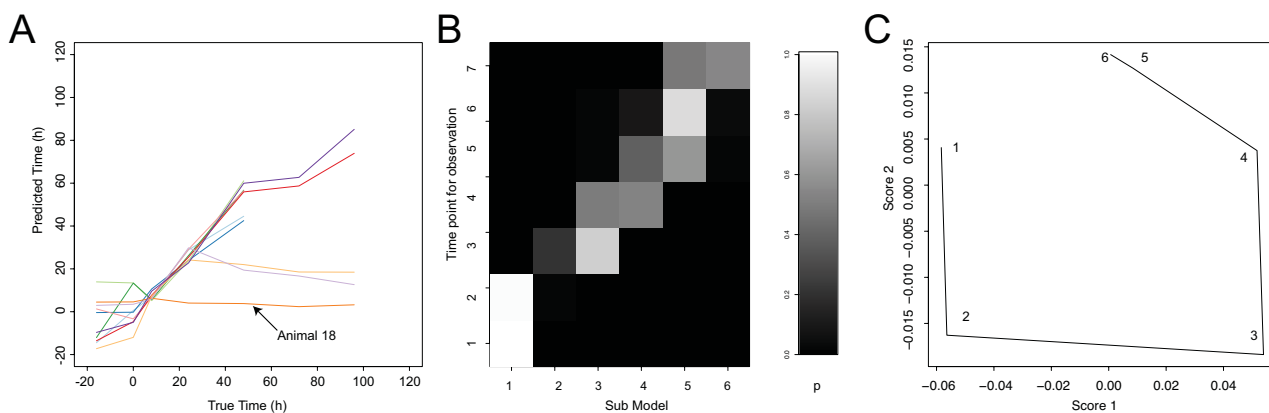 A
Predicted Time (h)
120
100
80
60
40
20
0
-20
-20 0 20 40 60 80 100 120
True Time (h)
Animal 18
B
Time point for observation
7
6
5
4
3
2
1
1 2 3 4 5 6
Sub Model
1.0
0.8
0.6
0.4
0.2
0.0
p
C
Score 2
0.015
0.010
0.005
0.000
−0.005
−0.010
−0.015
−0.06 −0.04 −0.02 0.00 0.02 0.04
Score 1
6 5
1
4
2
3